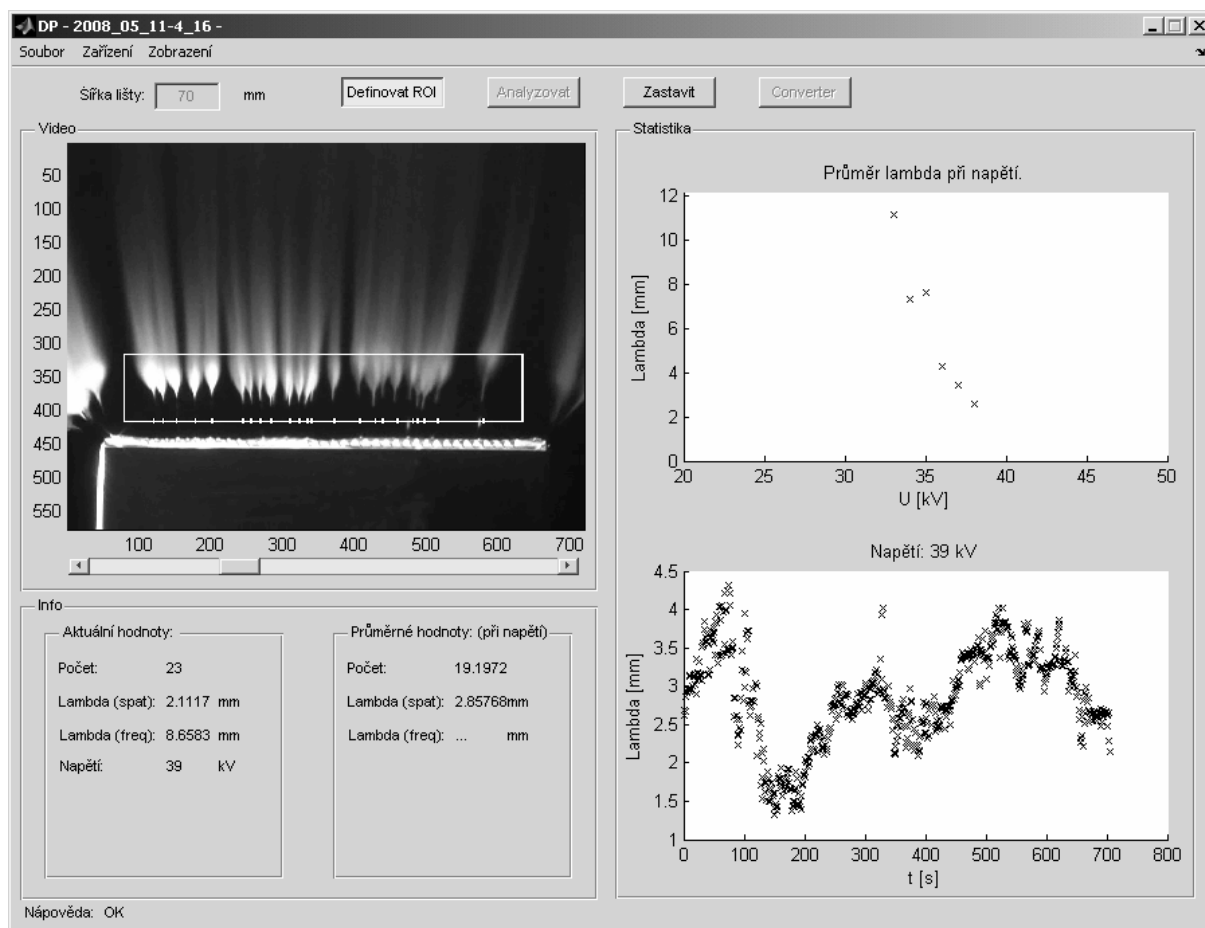 DP - 2008_05_11-4_16 -
Soubor Zařízení Zobrazení
Šířka lišty: 70 mm Definovat ROI Analyzovat Zastavit Converter
Video
50
100
150
200
250
300
350
400
450
500
550
100 200 300 400 500 600 700
Info
Aktuální hodnoty:
Počet: 23
Lambda (spat): 2.1117 mm
Lambda (freq): 8.6583 mm
Napětí: 39 kV
Průměrné hodnoty: (při napětí)
Počet: 19.1972
Lambda (spat): 2.85768mm
Lambda (freq): ... mm
Statistika
Průměr lambda při napětí.
Lambda [mm]
12
10
8
6
4
2
0
20 25 30 35 40 45 50
U [kV]
Napětí: 39 kV
Lambda [mm]
4.5
4
3.5
3
2.5
2
1.5
1
0 100 200 300 400 500 600 700 800
t [s]
Nápověda: OK